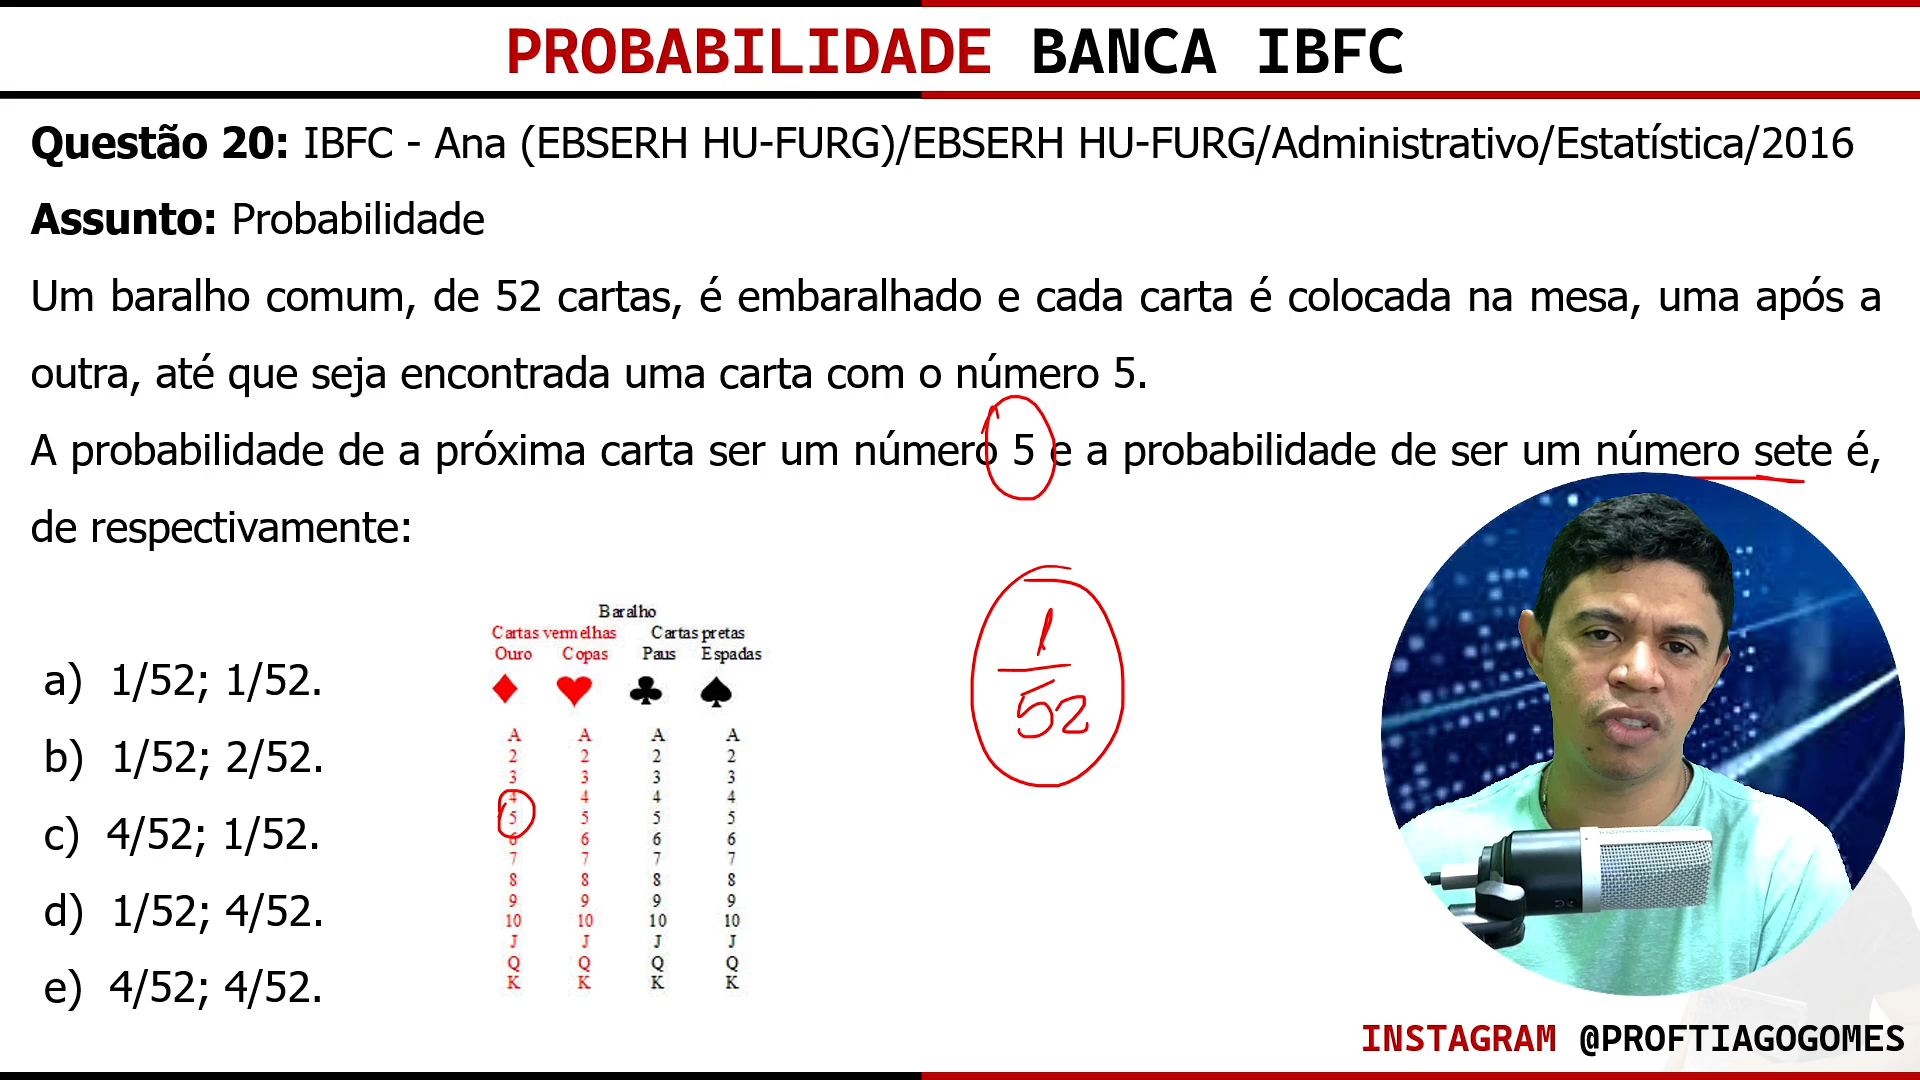 PROBABILIDADE BANCA IBFC
Questão 20: IBFC - Ana (EBSERH HU-FURG)/EBSERH HU-FURG/Administrativo/Estatística/2016
Assunto: Probabilidade
Um baralho comum, de 52 cartas, é embaralhado e cada carta é colocada na mesa, uma após a
outra, até que seja encontrada uma carta com o número 5.
A probabilidade de a próxima carta ser um número 5 e a probabilidade de ser um número sete é,
de respectivamente:
a) 1/52; 1/52.
b) 1/52; 2/52.
c) 4/52; 1/52.
d) 1/52; 4/52.
e) 4/52; 4/52.
Baralho
Cartas vermelhas Cartas pretas
Ouro Copas Paus Espadas
A A A A
2 2 2 2
3 3 3 3
4 4 4 4
5 5 5 5
6 6 6 6
7 7 7 7
8 8 8 8
9 9 9 9
10 10 10 10
J J J J
Q Q Q Q
K K K K
1
52
INSTAGRAM @PROFTIAGOGOMES